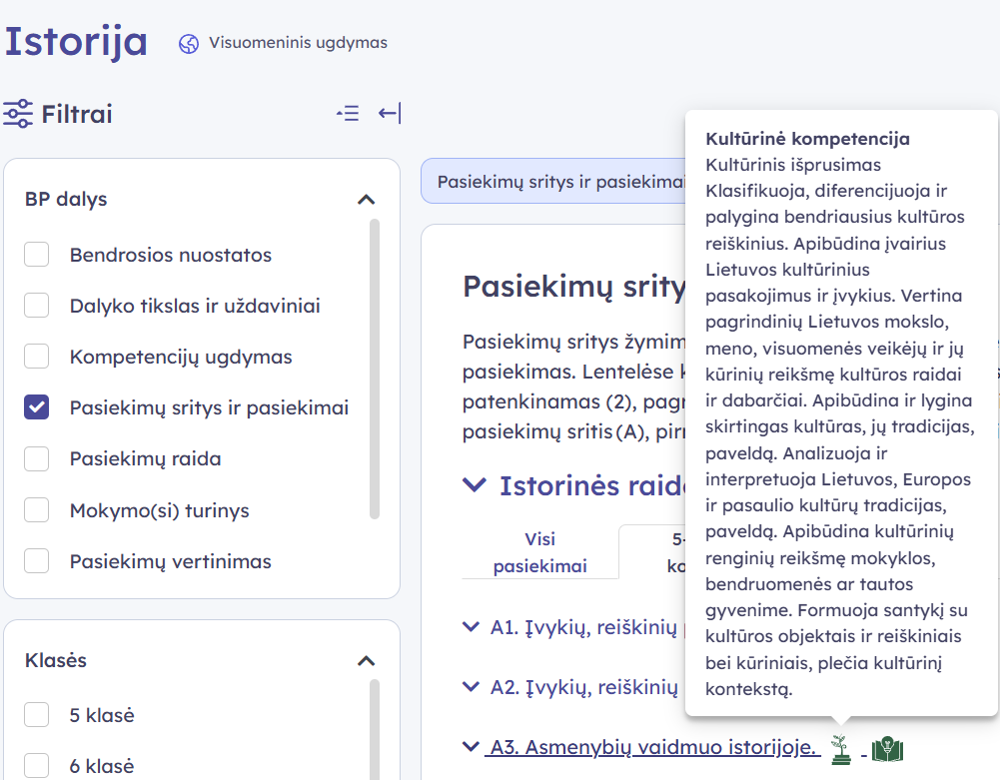 Istorija
Visuomeninis ugdymas
Filtrai
BP dalys
Bendrosios nuostatos
Dalyko tikslas ir uždaviniai
Kompetencijų ugdymas
Pasiekimų sritys ir pasiekimai
Pasiekimų raida
Mokymo(si) turinys
Pasiekimų vertinimas
Klasės
5 klasė
6 klasė
Pasiekimų sritys ir pasiekimai
Pasiekimų srity
Pasiekimų sritys žymim
pasiekimas. Lentelėse
patenkinamas (2), pagr
pasiekimų sritis (A), pirm
Istorinės raido
Visi
pasiekimai
5-
ko
A1. Įvykių, reiškinių
A2. Įvykių, reiškinių
A3. Asmenybių vaidmuo istorijoje.
Kultūrinė kompetencija
Kultūrinis išprusimas
Klasifikuoja, diferencijuoja ir
palygina bendriausius kultūros
reiškinius. Apibūdina įvairius
Lietuvos kultūrinius
pasakojimus ir įvykius. Vertina
pagrindinių Lietuvos mokslo,
meno, visuomenės veikėjų ir jų
kūrinių reikšmę kultūros raidai
ir dabarčiai. Apibūdina ir lygina
skirtingas kultūras, jų tradicijas,
paveldą. Analizuoja ir
interpretuoja Lietuvos, Europos
ir pasaulio kultūrų tradicijas,
paveldą. Apibūdina kultūrinių
renginių reikšmę mokyklos,
bendruomenės ar tautos
gyvenime. Formuoja santykį su
kultūros objektais ir reiškiniais
bei kūriniais, plečia kultūrinį
kontekstą.